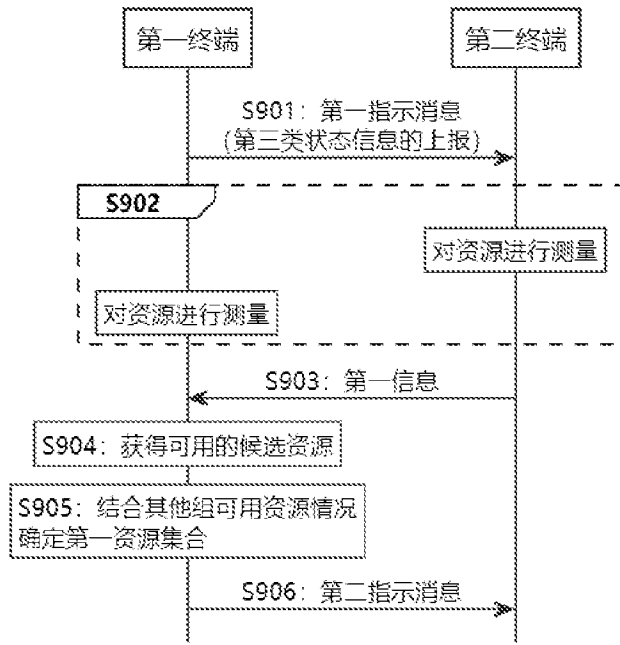 第一终端
第二终端
S901：第一指示消息
(第三类状态信息的上报)
S902
对资源进行测量
对资源进行测量
S903：第一信息
S904：获得可用的候选资源
S905：结合其他组可用资源情况
确定第一资源集合
S906：第二指示消息